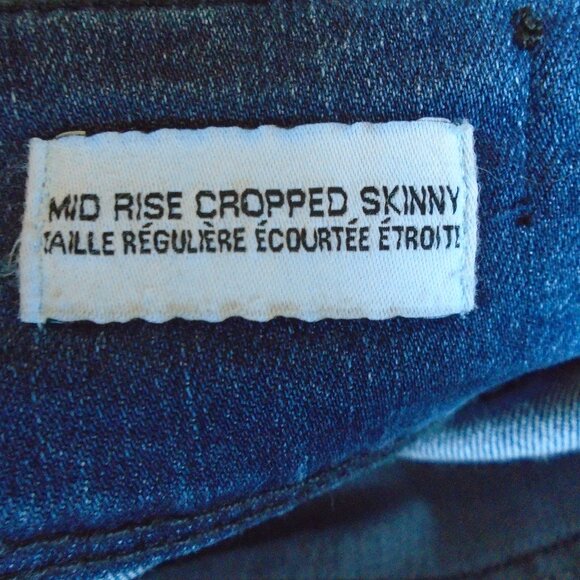 MID RISE CROPPED SKINNY
TAILLE RÉGULIÈRE ÉCOURTÉE ÉTROITE